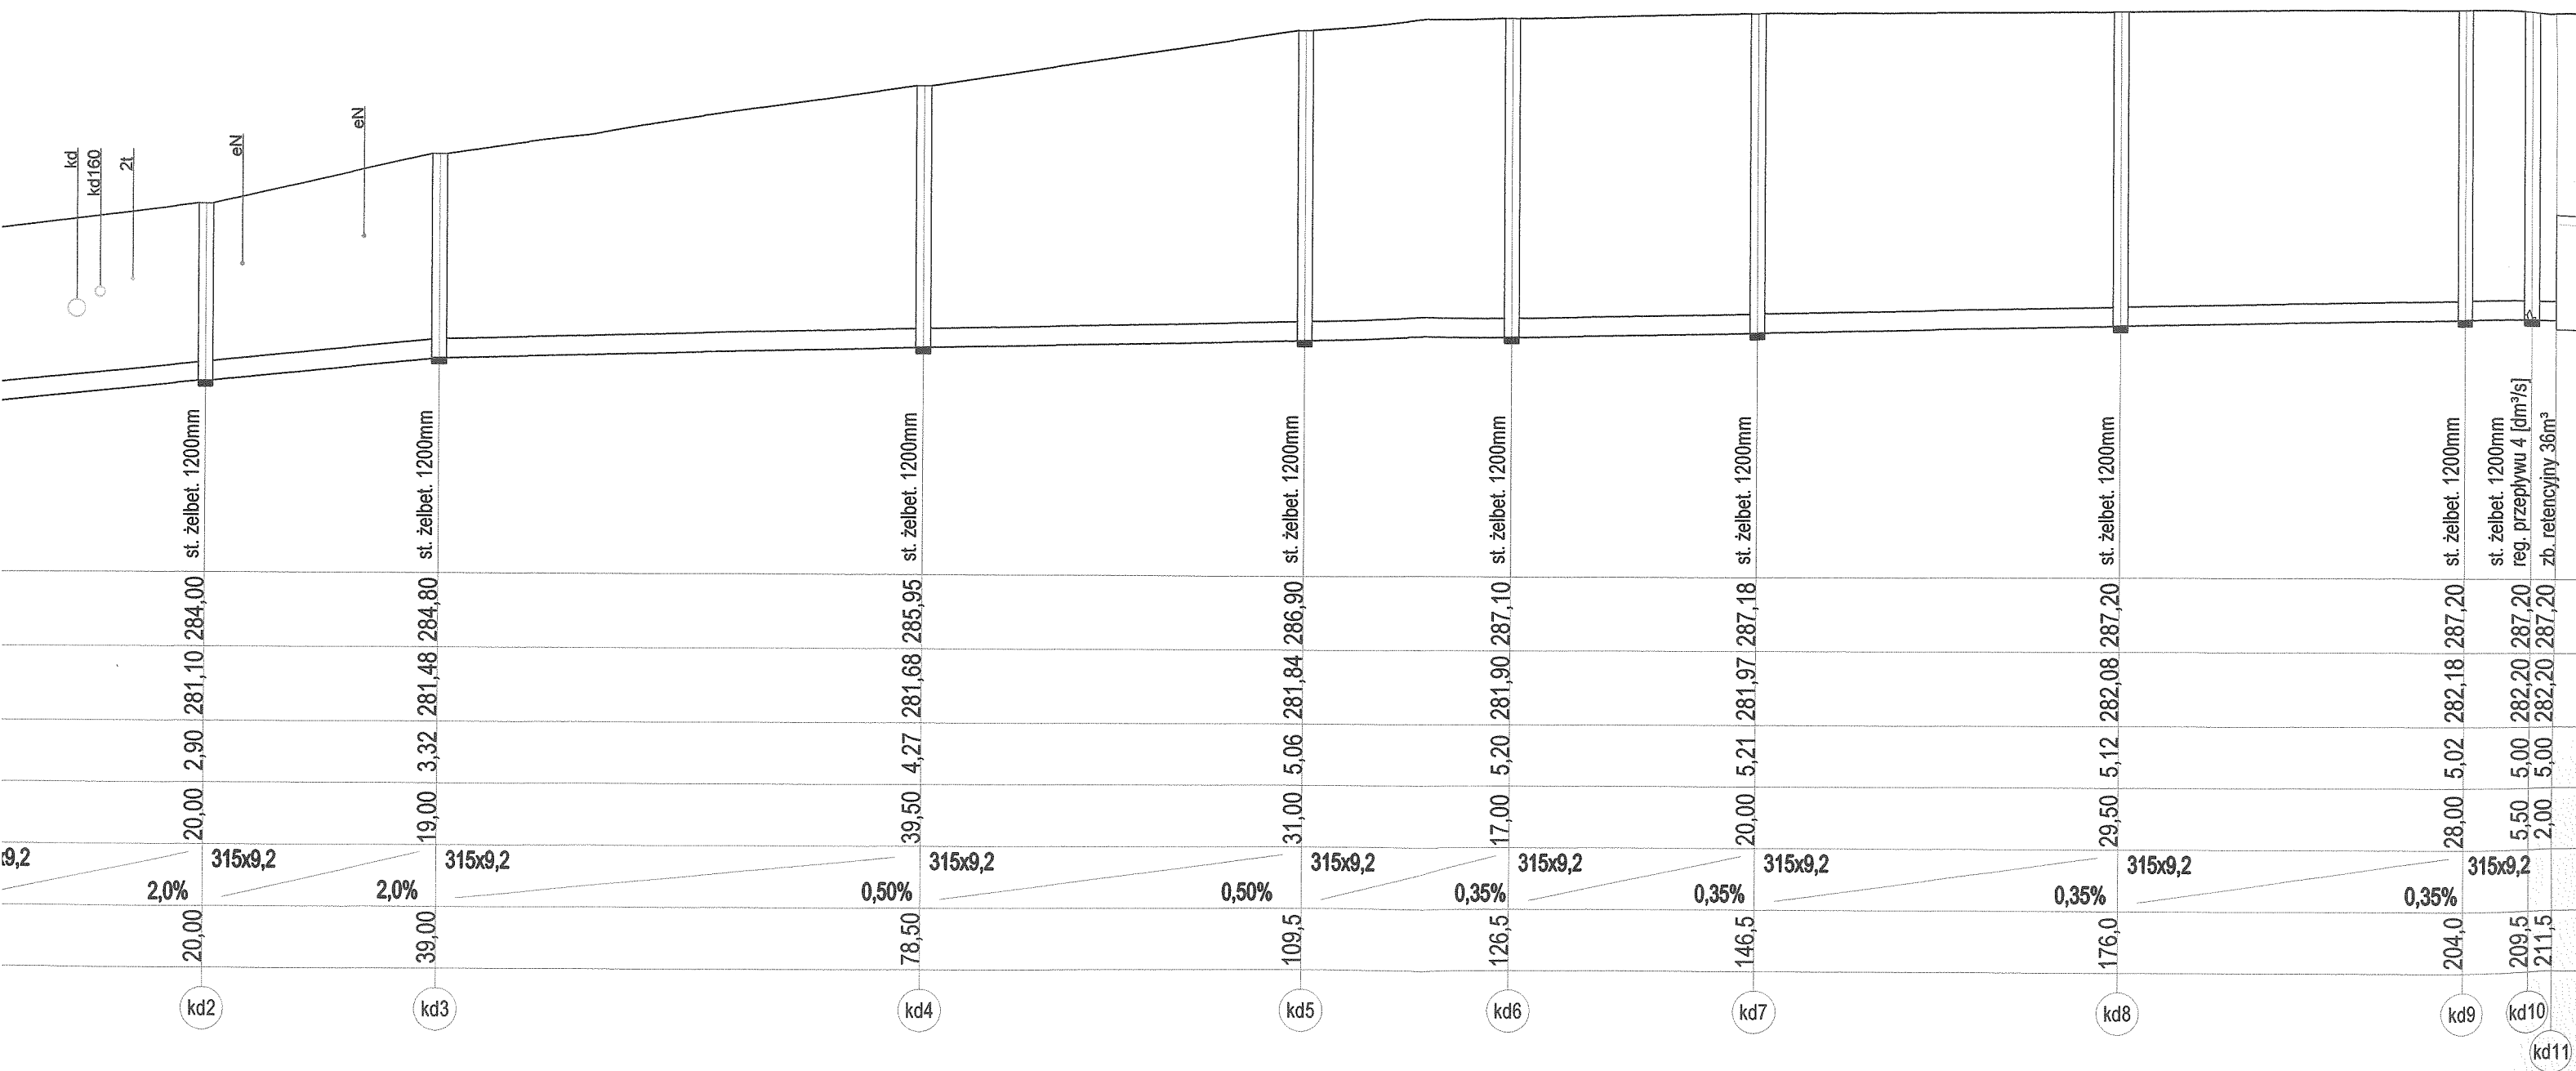 kd
kd160
2t
eN
eN
st. żelbet. 1200mm
st. żelbet. 1200mm
st. żelbet. 1200mm
st. żelbet. 1200mm
st. żelbet. 1200mm
st. żelbet. 1200mm
st. żelbet. 1200mm
st. żelbet. 1200mm
st. żelbet. 1200mm
reg. przepływu 4 [dm³/s]
zb. retencyjny 36m³
284,00 284,80 285,95 286,90 287,10 287,18 287,20 287,20 287,20 287,20
281,10 281,48 281,68 281,84 281,90 281,97 282,08 282,18 282,20 282,20
2,90 3,32 4,27 5,06 5,20 5,21 5,12 5,02 5,00 5,00
20,00 19,00 39,50 31,00 17,00 20,00 29,50 28,00 5,50 2,00
315x9,2 315x9,2 315x9,2 315x9,2 315x9,2 315x9,2 315x9,2 315x9,2
2,0% 2,0% 0,50% 0,50% 0,35% 0,35% 0,35% 0,35%
20,00 39,00 78,50 109,5 126,5 146,5 176,0 204,0 209,5 211,5
kd2 kd3 kd4 kd5 kd6 kd7 kd8 kd9 kd10
kd11